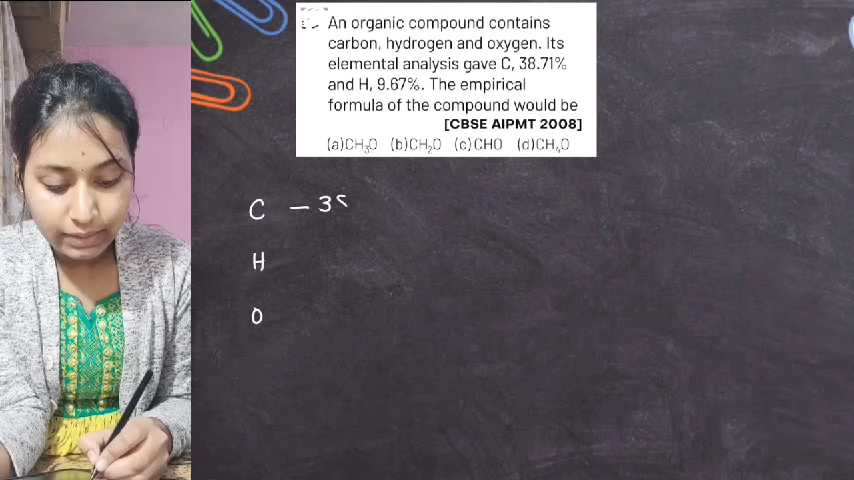 An organic compound contains
carbon, hydrogen and oxygen. Its
elemental analysis gave C, 38.71%
and H, 9.67%. The empirical
formula of the compound would be
[CBSE AIPMT 2008]
(a)CH₃O (b)CH₂O (c)CHO (d)CH₄O
C — 3
H
O